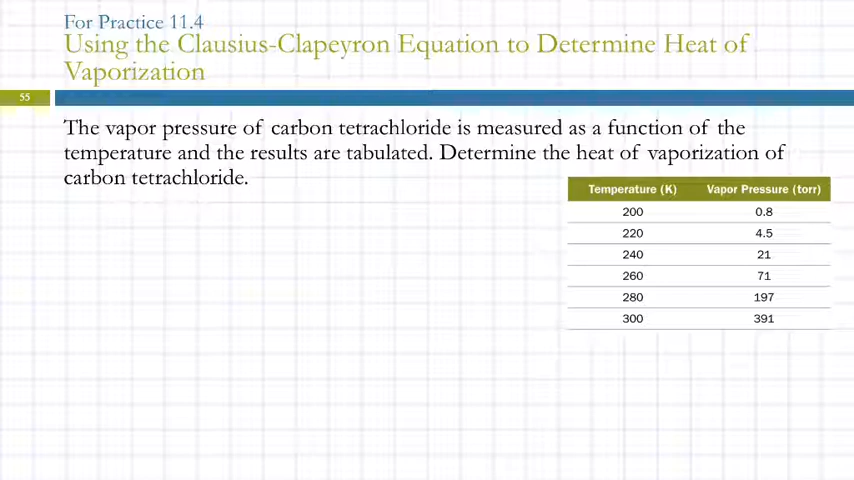 For Practice 11.4
Using the Clausius-Clapeyron Equation to Determine Heat of
Vaporization
55
The vapor pressure of carbon tetrachloride is measured as a function of the
temperature and the results are tabulated. Determine the heat of vaporization of
carbon tetrachloride.
Temperature (K) Vapor Pressure (torr)
200 0.8
220 4.5
240 21
260 71
280 197
300 391